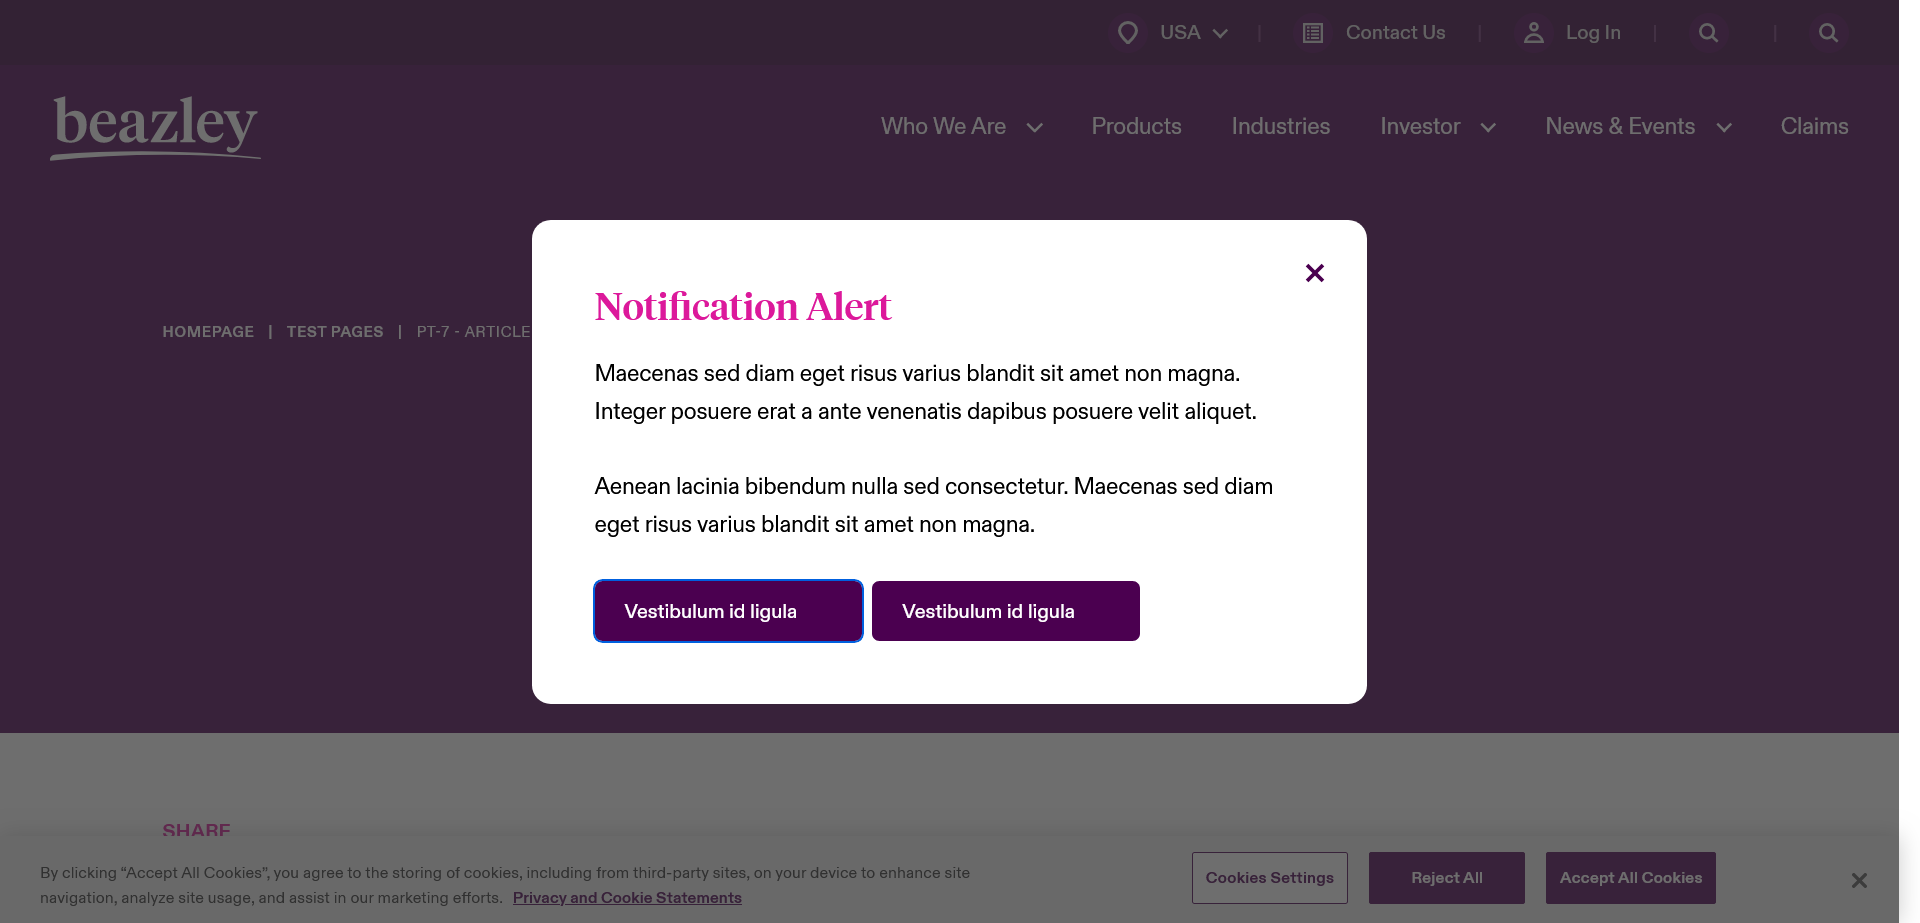 USA
Contact Us
Log In
beazley
Who We Are
Products
Industries
Investor
News & Events
Claims
HOMEPAGE | TEST PAGES | PT-7 - ARTICLE
Notification Alert
Maecenas sed diam eget risus varius blandit sit amet non magna.
Integer posuere erat a ante venenatis dapibus posuere velit aliquet.
Aenean lacinia bibendum nulla sed consectetur. Maecenas sed diam
eget risus varius blandit sit amet non magna.
Vestibulum id ligula
Vestibulum id ligula
SHARE
By clicking “Accept All Cookies”, you agree to the storing of cookies, including from third-party sites, on your device to enhance site
navigation, analyze site usage, and assist in our marketing efforts. Privacy and Cookie Statements
Cookies Settings
Reject All
Accept All Cookies